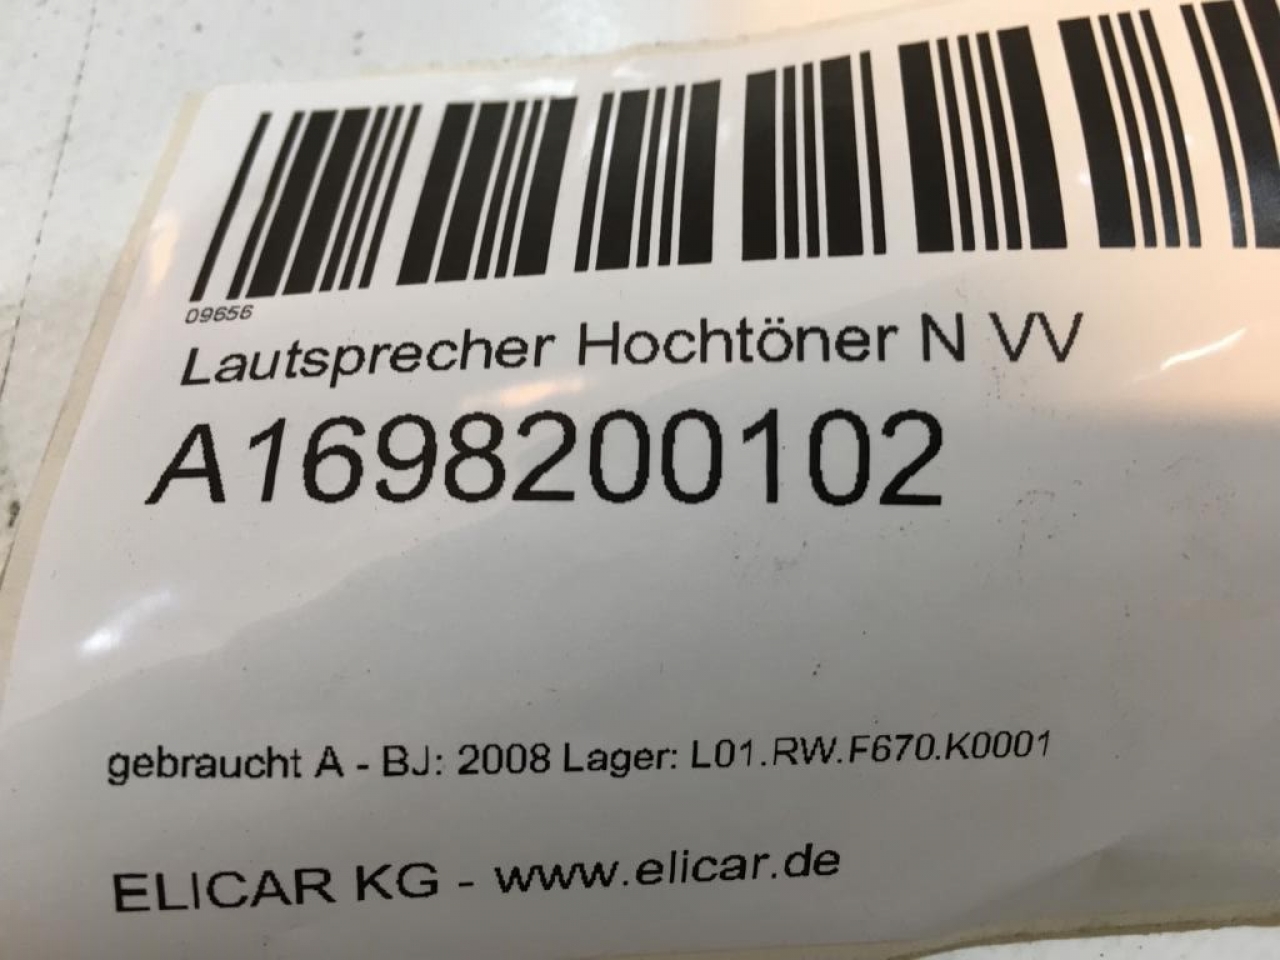 09656
Lautsprecher Hochtöner N VV
A1698200102
gebraucht A - BJ: 2008 Lager: L01.RW.F670.K0001
ELICAR KG - www.elicar.de